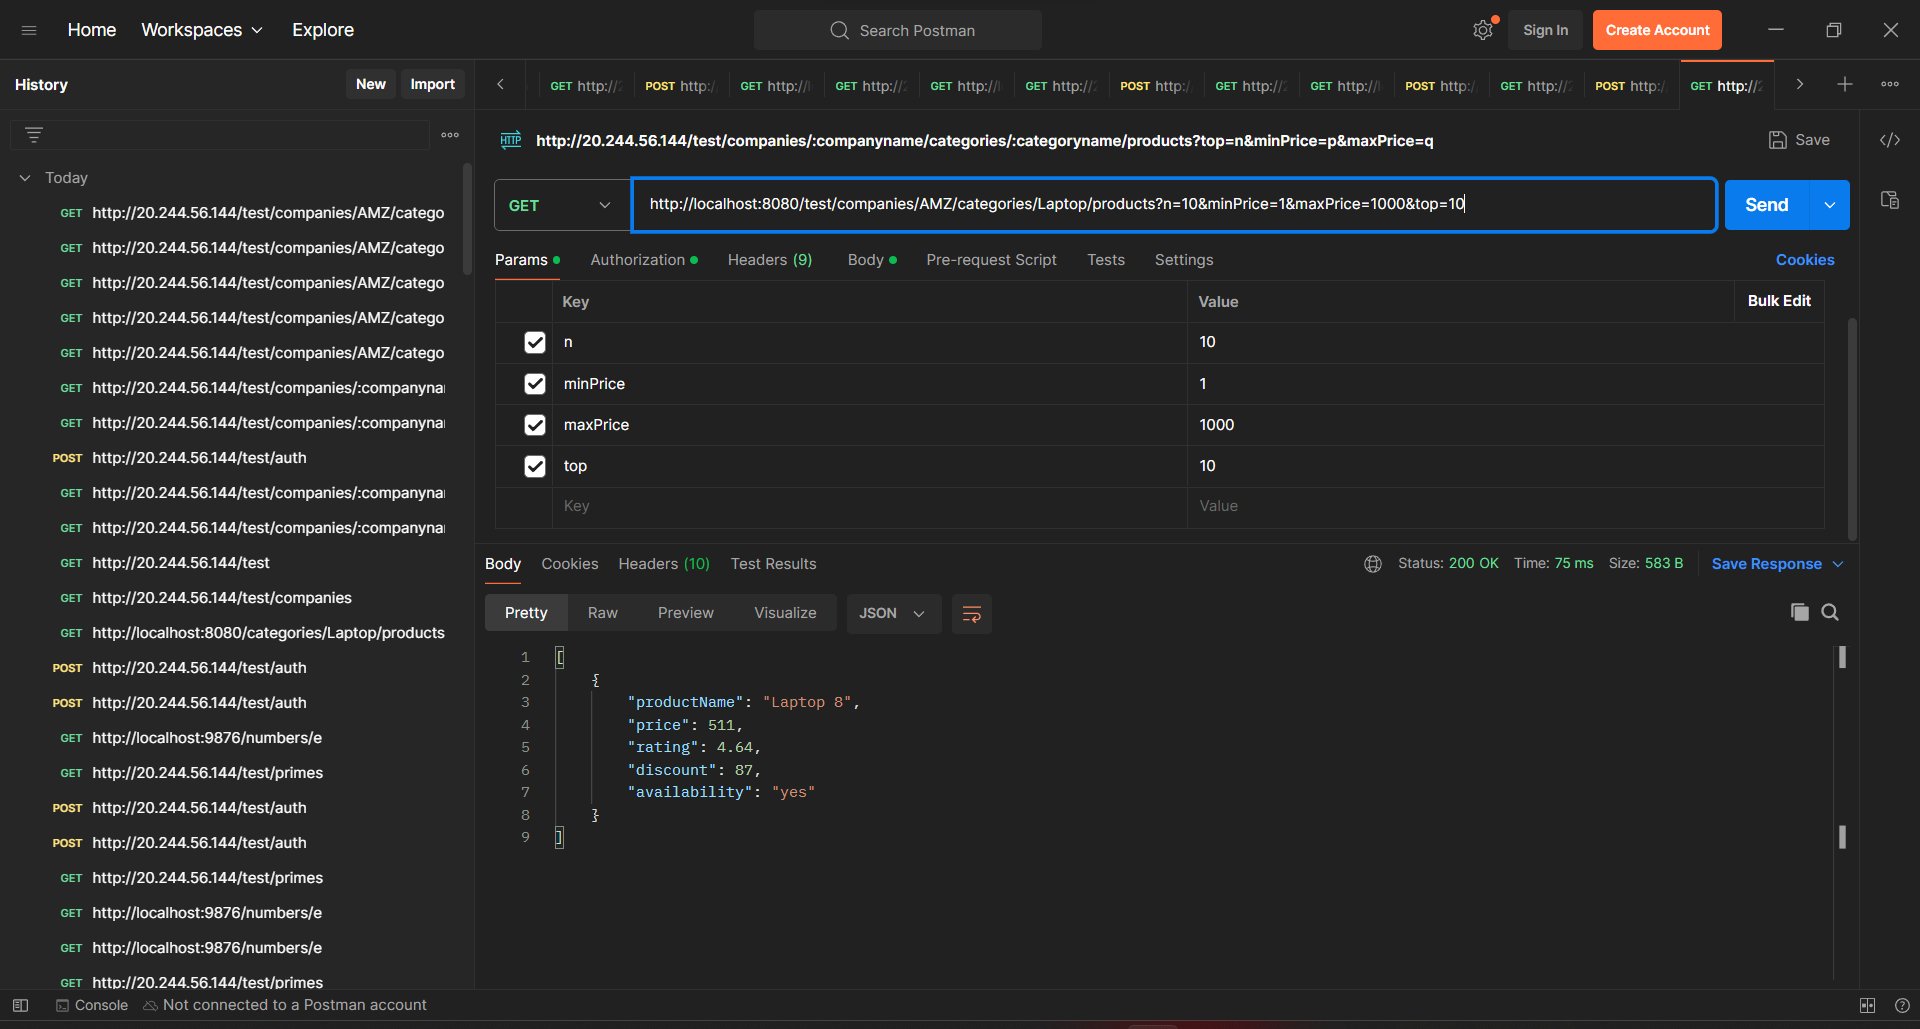 Home Workspaces Explore Search Postman Sign In Create Account
History New Import
GET http:// POST http:/ GET http:// GET http:// GET http:// GET http:// POST http:/ GET http:// GET http:// POST http:/ GET http:// POST http:/ GET http://
HTTP http://20.244.56.144/test/companies/:companyname/categories/:categoryname/products?top=n&minPrice=p&maxPrice=q Save
Today
GET http://20.244.56.144/test/companies/AMZ/catego
GET http://20.244.56.144/test/companies/AMZ/catego
GET http://20.244.56.144/test/companies/AMZ/catego
GET http://20.244.56.144/test/companies/AMZ/catego
GET http://20.244.56.144/test/companies/AMZ/catego
GET http://20.244.56.144/test/companies/:companynai
GET http://20.244.56.144/test/companies/:companynai
POST http://20.244.56.144/test/auth
GET http://20.244.56.144/test/companies/:companynai
GET http://20.244.56.144/test/companies/:companynai
GET http://20.244.56.144/test
GET http://20.244.56.144/test/companies
GET http://localhost:8080/categories/Laptop/products
POST http://20.244.56.144/test/auth
POST http://20.244.56.144/test/auth
GET http://localhost:9876/numbers/e
GET http://20.244.56.144/test/primes
POST http://20.244.56.144/test/auth
POST http://20.244.56.144/test/auth
GET http://20.244.56.144/test/primes
GET http://localhost:9876/numbers/e
GET http://localhost:9876/numbers/e
GET http://20.244.56.144/test/primes
GET http://localhost:8080/test/companies/AMZ/categories/Laptop/products?n=10&minPrice=1&maxPrice=1000&top=10 Send
Params Authorization Headers (9) Body Pre-request Script Tests Settings Cookies
Key Value Bulk Edit
n 10
minPrice 1
maxPrice 1000
top 10
Key Value
Body Cookies Headers (10) Test Results Status: 200 OK Time: 75 ms Size: 583 B Save Response
Pretty Raw Preview Visualize JSON
1 [
2 {
3 "productName": "Laptop 8",
4 "price": 511,
5 "rating": 4.64,
6 "discount": 87,
7 "availability": "yes"
8 }
9 ]
Console Not connected to a Postman account